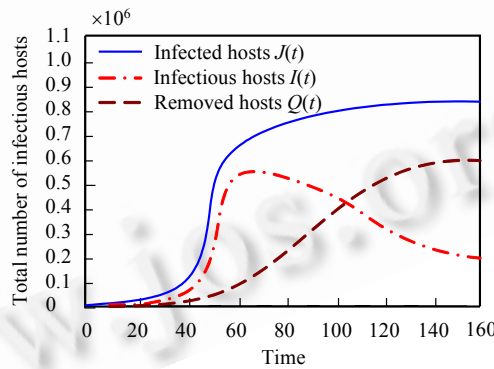 ×10⁶
1.1
1.0
0.9
0.8
0.7
0.6
0.5
0.4
0.3
0.2
0.1
0
Total number of infectious hosts
Infected hosts J(t)
Infectious hosts I(t)
Removed hosts Q(t)
0 20 40 60 80 100 120 140 160
Time
w.jos.or